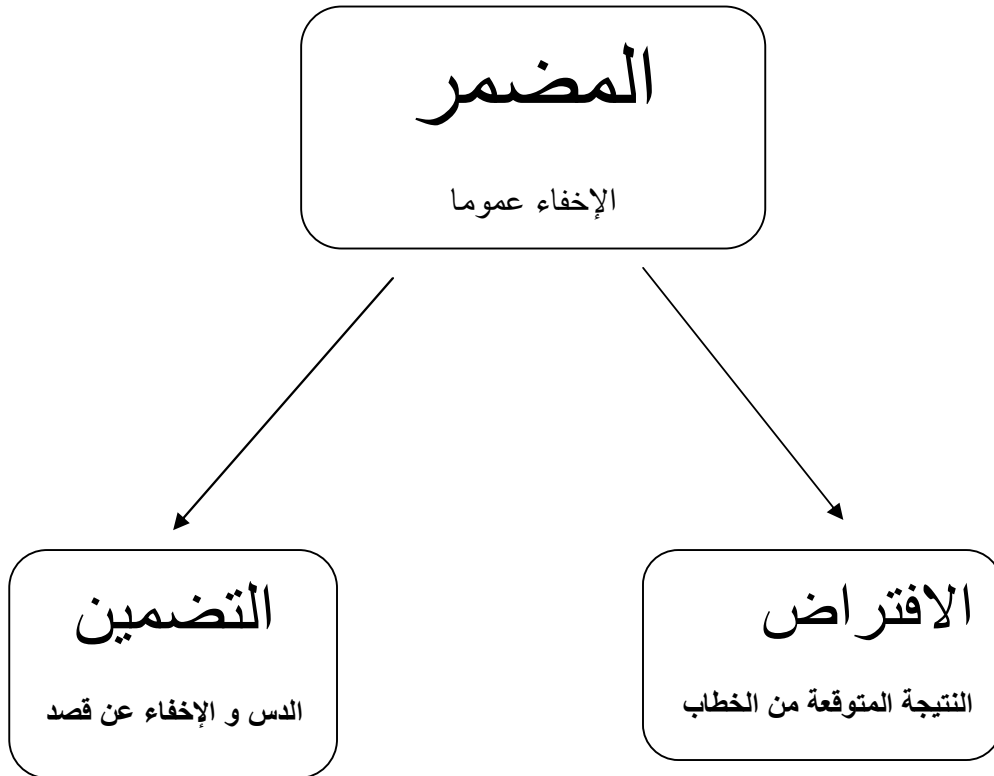 المضمر
الإخفاء عموما
الافتراض
النتيجة المتوقعة من الخطاب
التضمين
الدس و الإخفاء عن قصد